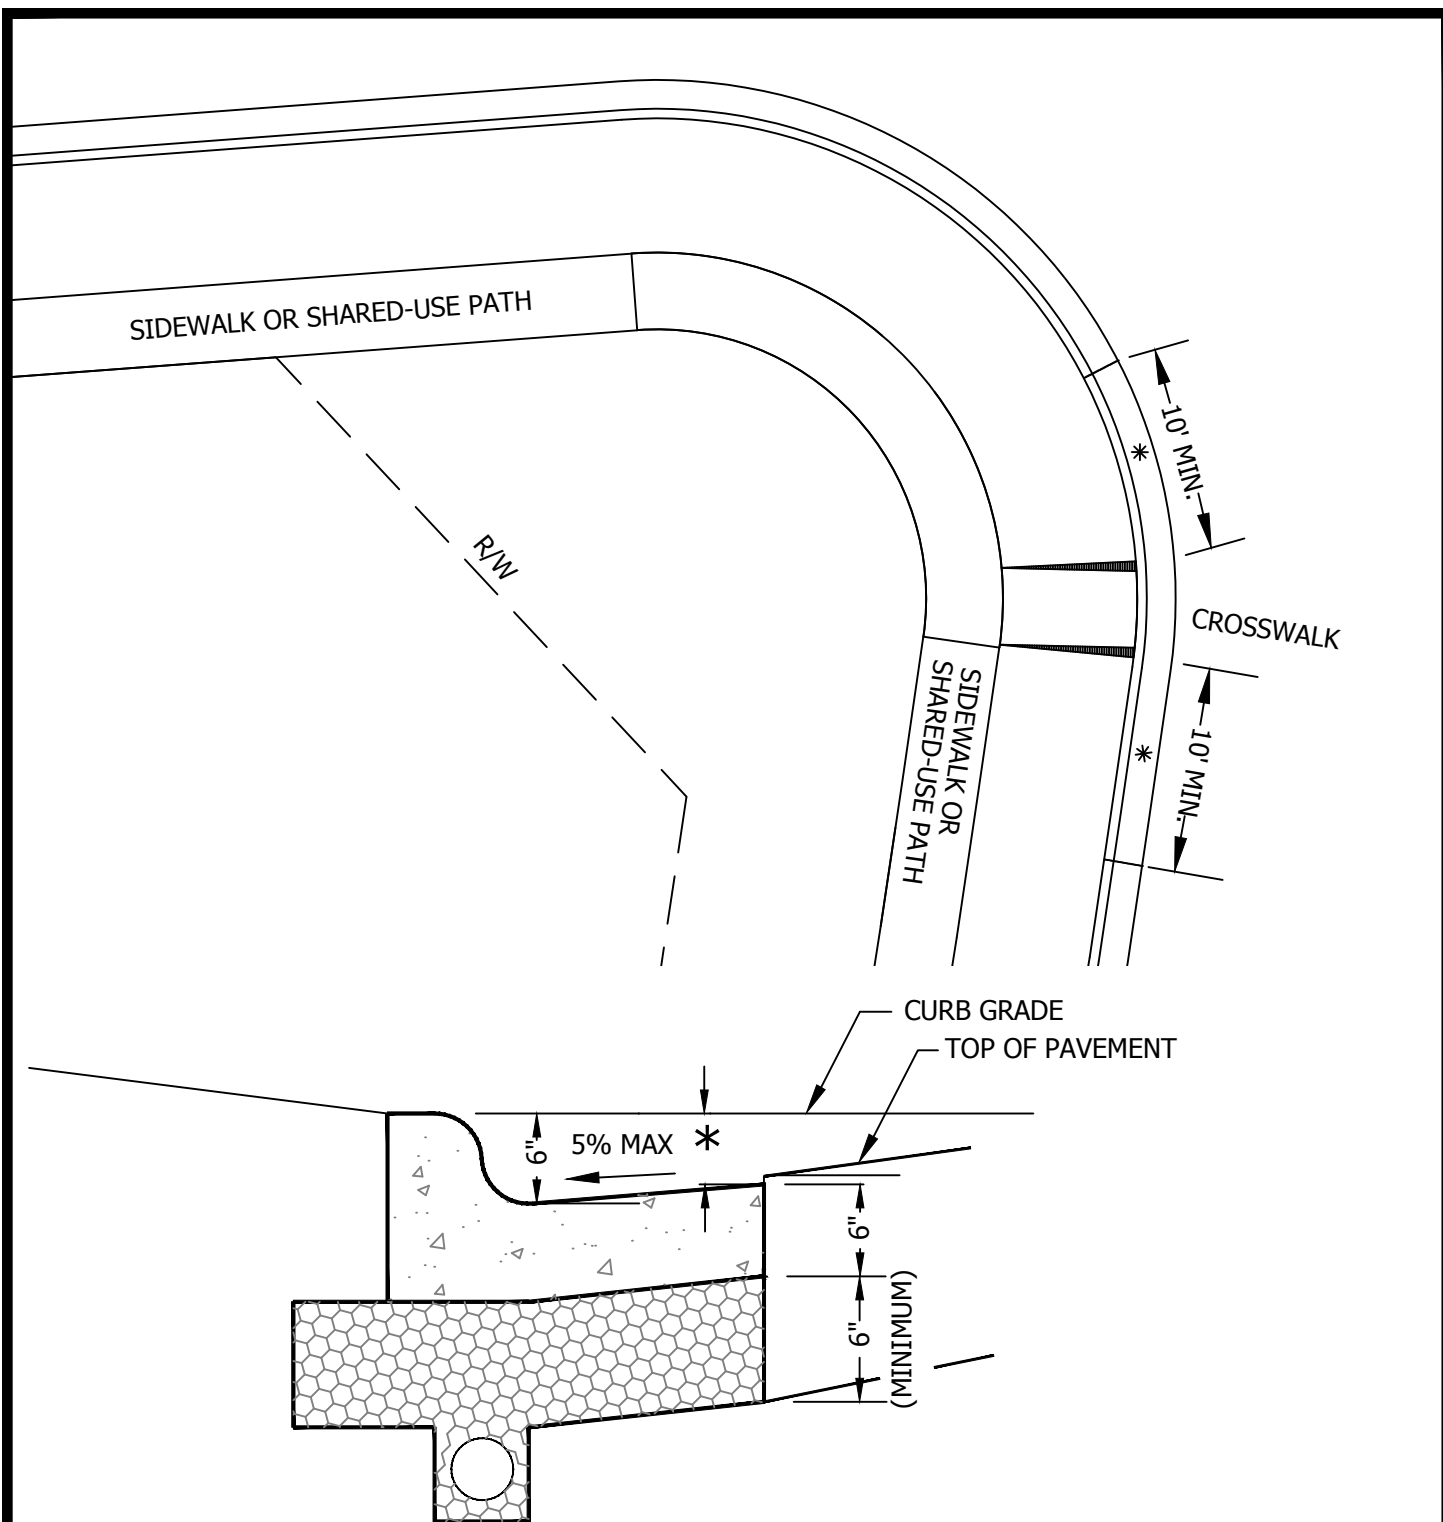 SIDEWALK OR SHARED-USE PATH
10' MIN.
*
R/W
CROSSWALK
SIDEWALK OR
SHARED-USE PATH
*
10' MIN.
CURB GRADE
TOP OF PAVEMENT
6"
5% MAX *
6"
6"
(MINIMUM)